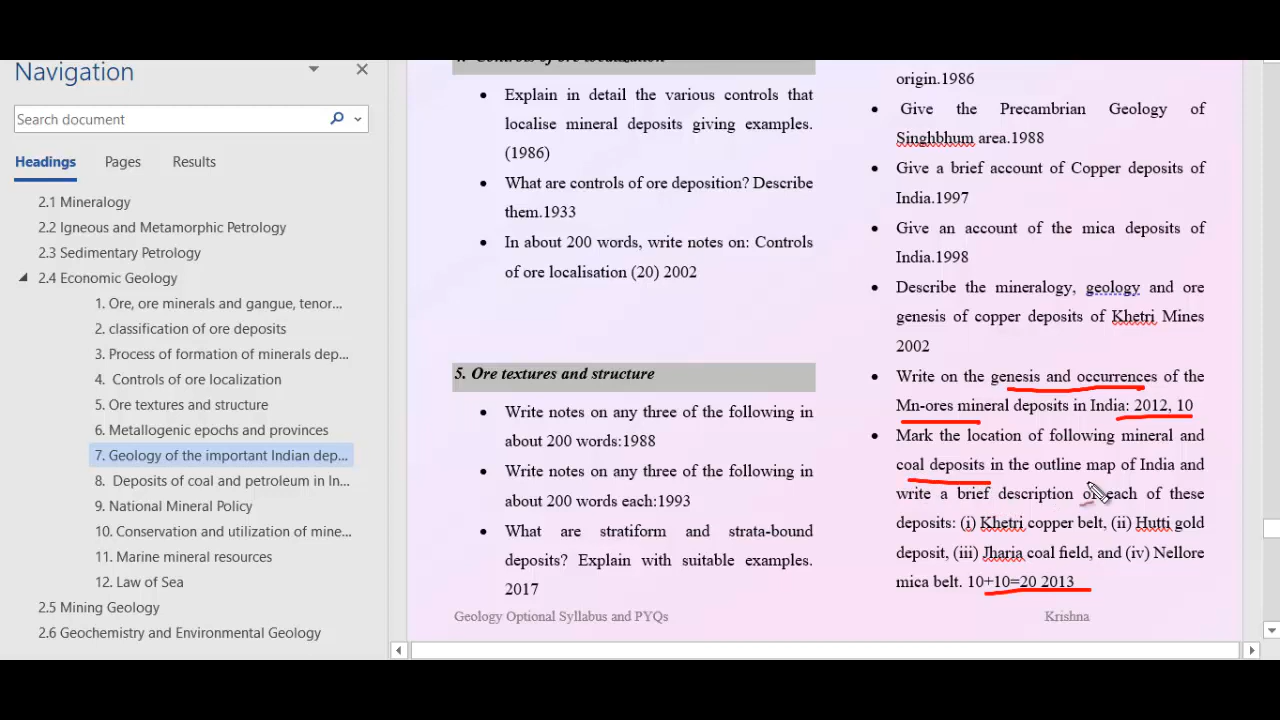 Navigation
Search document
Headings Pages Results
2.1 Mineralogy
2.2 Igneous and Metamorphic Petrology
2.3 Sedimentary Petrology
2.4 Economic Geology
1. Ore, ore minerals and gangue, tenor...
2. classification of ore deposits
3. Process of formation of minerals dep...
4. Controls of ore localization
5. Ore textures and structure
6. Metallogenic epochs and provinces
7. Geology of the important Indian dep...
8. Deposits of coal and petroleum in In...
9. National Mineral Policy
10. Conservation and utilization of mine...
11. Marine mineral resources
12. Law of Sea
2.5 Mining Geology
2.6 Geochemistry and Environmental Geology
4. Controls of ore localization
• Explain in detail the various controls that
localise mineral deposits giving examples.
(1986)
• What are controls of ore deposition? Describe
them.1933
• In about 200 words, write notes on: Controls
of ore localisation (20) 2002
5. Ore textures and structure
• Write notes on any three of the following in
about 200 words:1988
• Write notes on any three of the following in
about 200 words each:1993
• What are stratiform and strata-bound
deposits? Explain with suitable examples.
2017
Geology Optional Syllabus and PYQs
origin.1986
• Give the Precambrian Geology of
Singhbhum area.1988
• Give a brief account of Copper deposits of
India.1997
• Give an account of the mica deposits of
India.1998
• Describe the mineralogy, geology and ore
genesis of copper deposits of Khetri Mines
2002
• Write on the genesis and occurrences of the
Mn-ores mineral deposits in India: 2012, 10
• Mark the location of following mineral and
coal deposits in the outline map of India and
write a brief description of each of these
deposits: (i) Khetri copper belt, (ii) Hutti gold
deposit, (iii) Jharia coal field, and (iv) Nellore
mica belt. 10+10=20 2013
Krishna